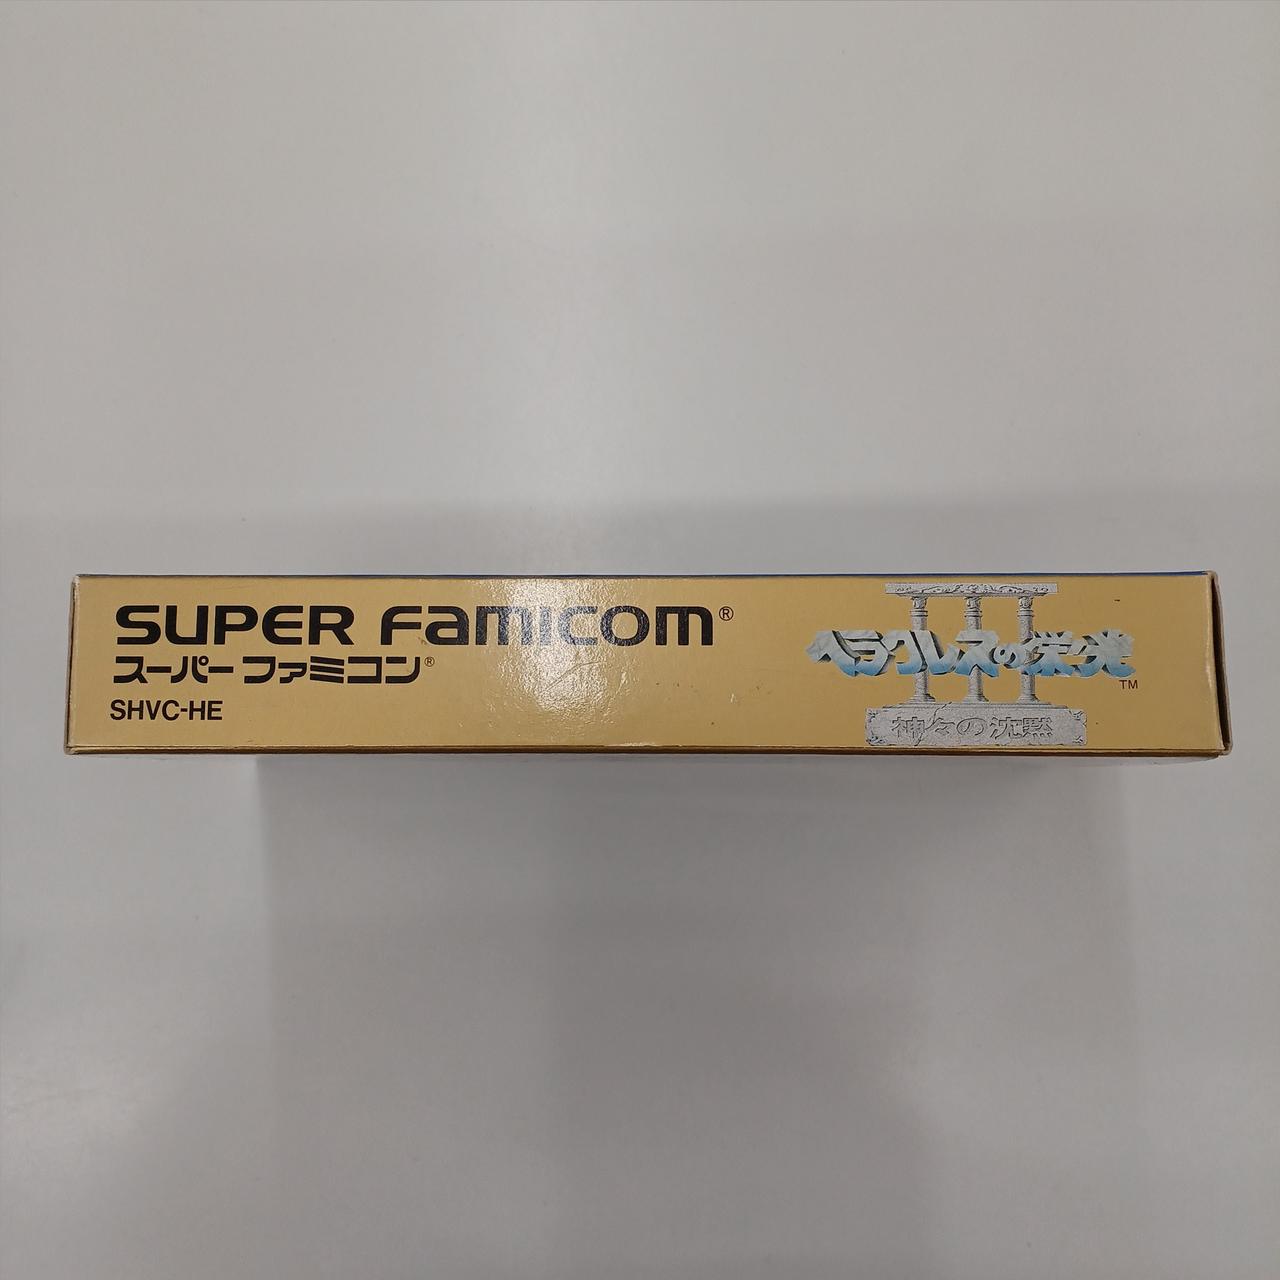 SUPER FAMICOM®
スーパーファミコン®
SHVC-HE
III
ヘラクレスの栄光
TM
神々の沈黙